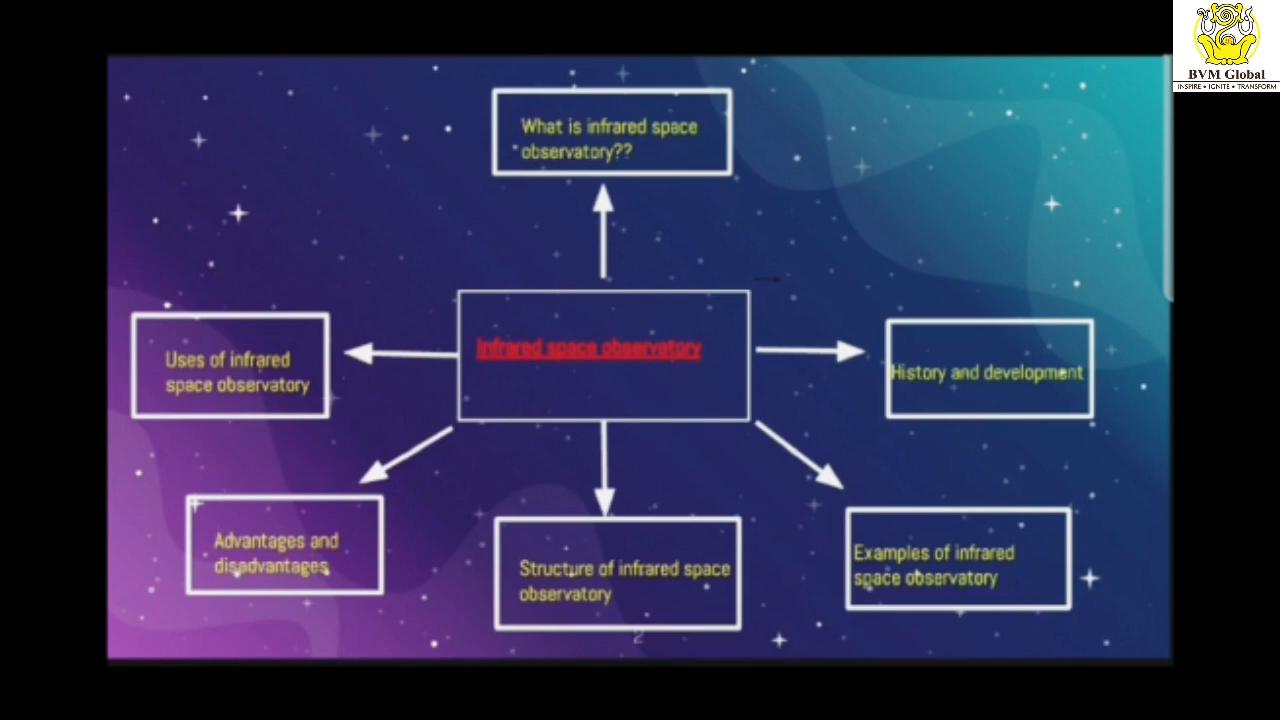 BVM Global
INSPIRE • IGNITE • TRANSFORM
What is infrared space
observatory??
Infrared space observatory
Uses of infrared
space observatory
History and development
Advantages and
disadvantages
Structure of infrared space
observatory
Examples of infrared
space observatory
2